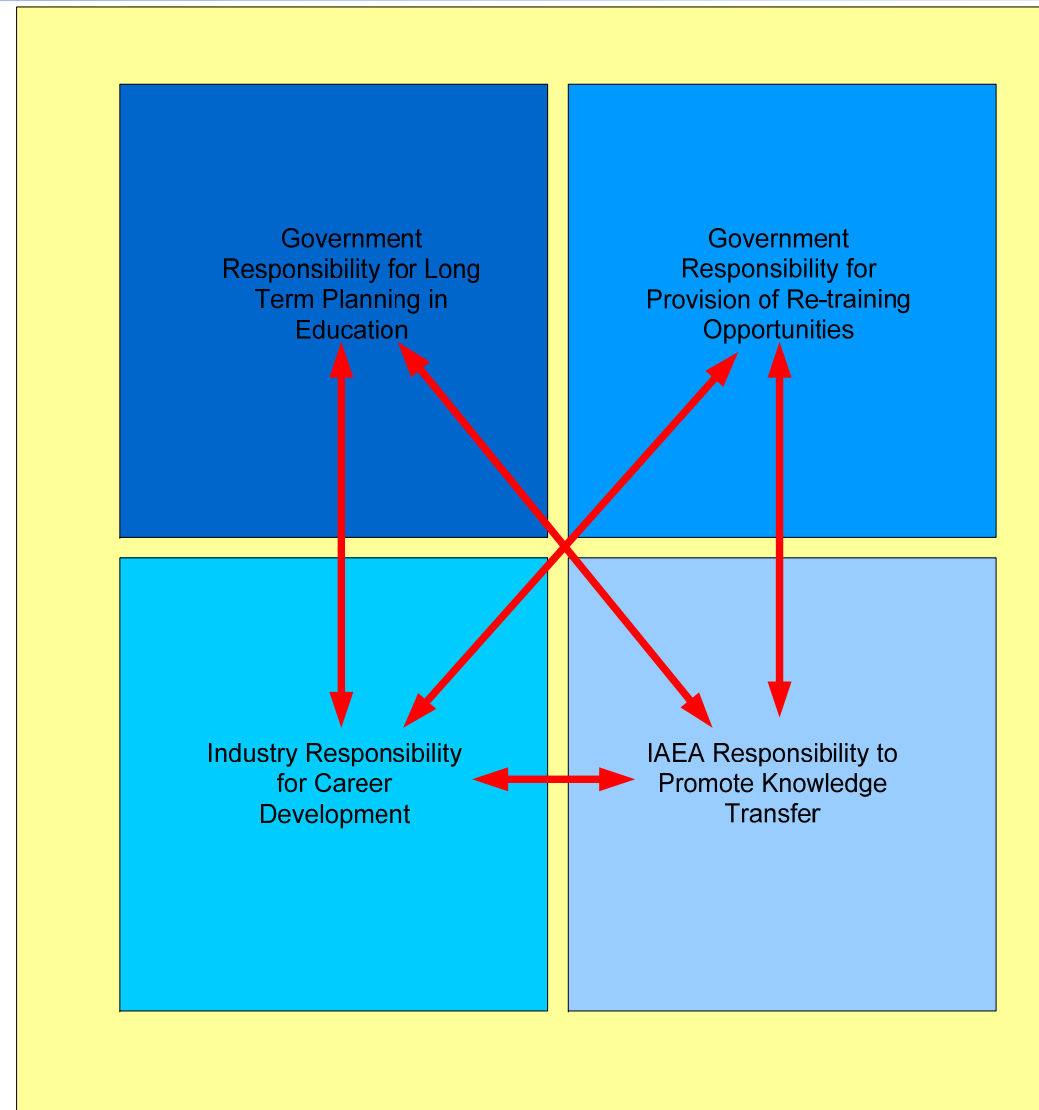 Government
Responsibility for Long
Term Planning in
Education
Government
Responsibility for
Provision of Re-training
Opportunities
Industry Responsibility
for Career
Development
IAEA Responsibility to
Promote Knowledge
Transfer